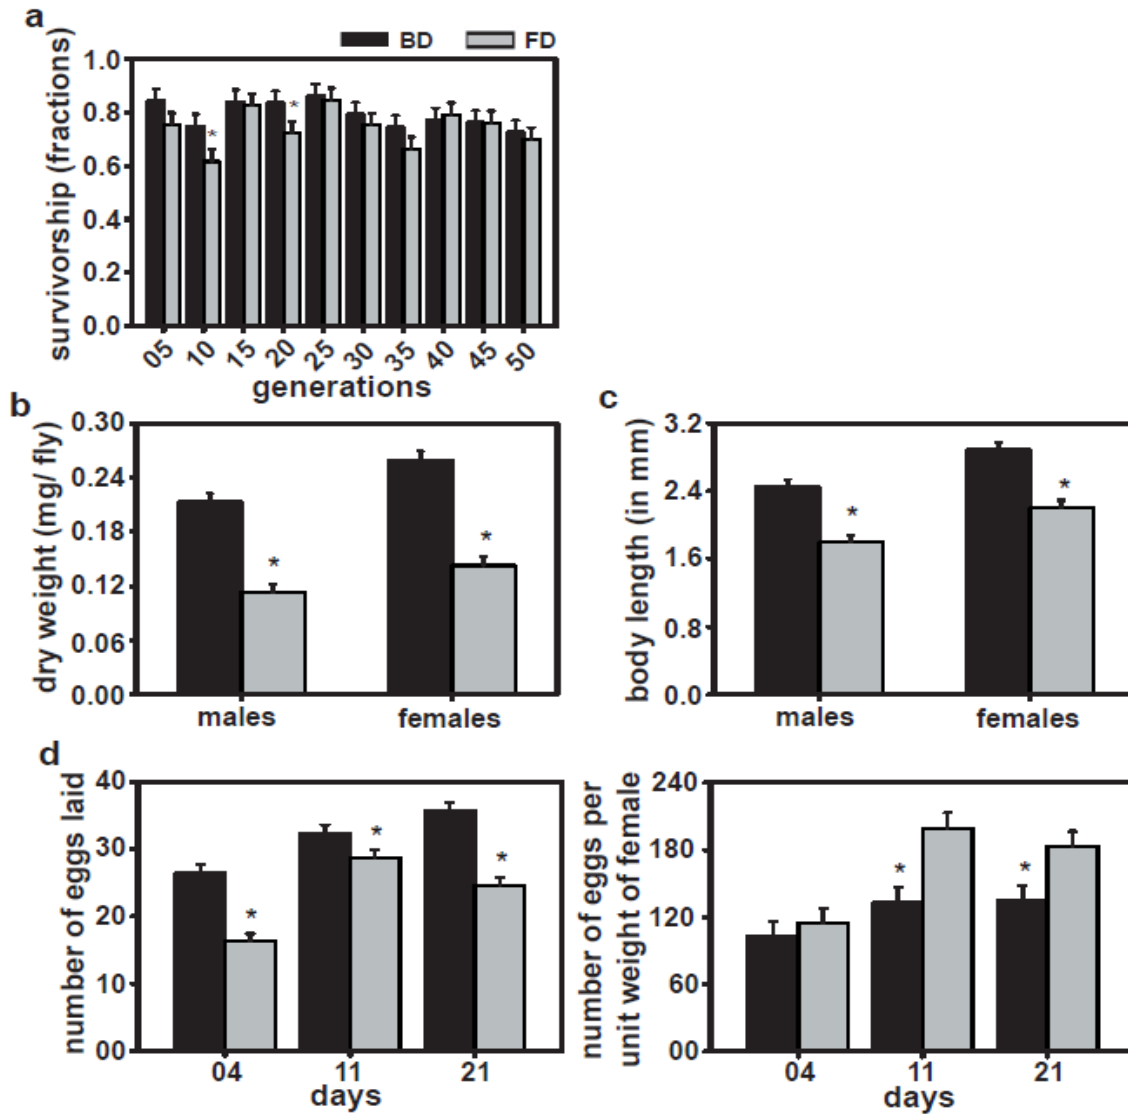 a
BD FD
survivorship (fractions)
1.0
0.8
0.6
0.4
0.2
0.0
* *
05 10 15 20 25 30 35 40 45 50
generations
b
dry weight (mg/ fly)
0.30
0.24
0.18
0.12
0.06
0.00
* *
males females
c
body length (in mm)
3.2
2.4
1.6
0.8
0.0
* *
males females
d
number of eggs laid
40
30
20
10
00
* * *
04 11 21
days
number of eggs per
unit weight of female
240
180
120
60
00
* *
04 11 21
days